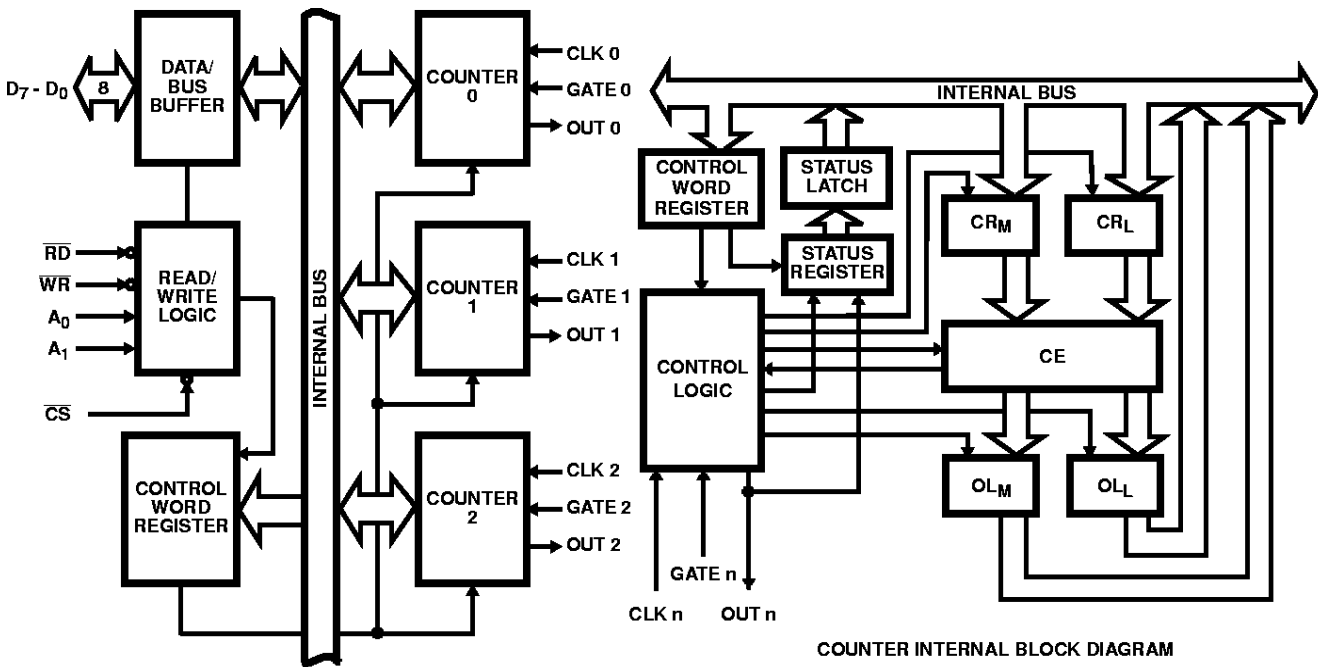 D7 - D0
8
DATA/
BUS
BUFFER
RD
WR
A0
A1
CS
READ/
WRITE
LOGIC
CONTROL
WORD
REGISTER
INTERNAL BUS
COUNTER
0
CLK 0
GATE 0
OUT 0
COUNTER
1
CLK 1
GATE 1
OUT 1
COUNTER
2
CLK 2
GATE 2
OUT 2
INTERNAL BUS
CONTROL
WORD
REGISTER
STATUS
LATCH
STATUS
REGISTER
CRM
CRL
CONTROL
LOGIC
CE
OLM
OLL
GATE n
CLK n
OUT n
COUNTER INTERNAL BLOCK DIAGRAM